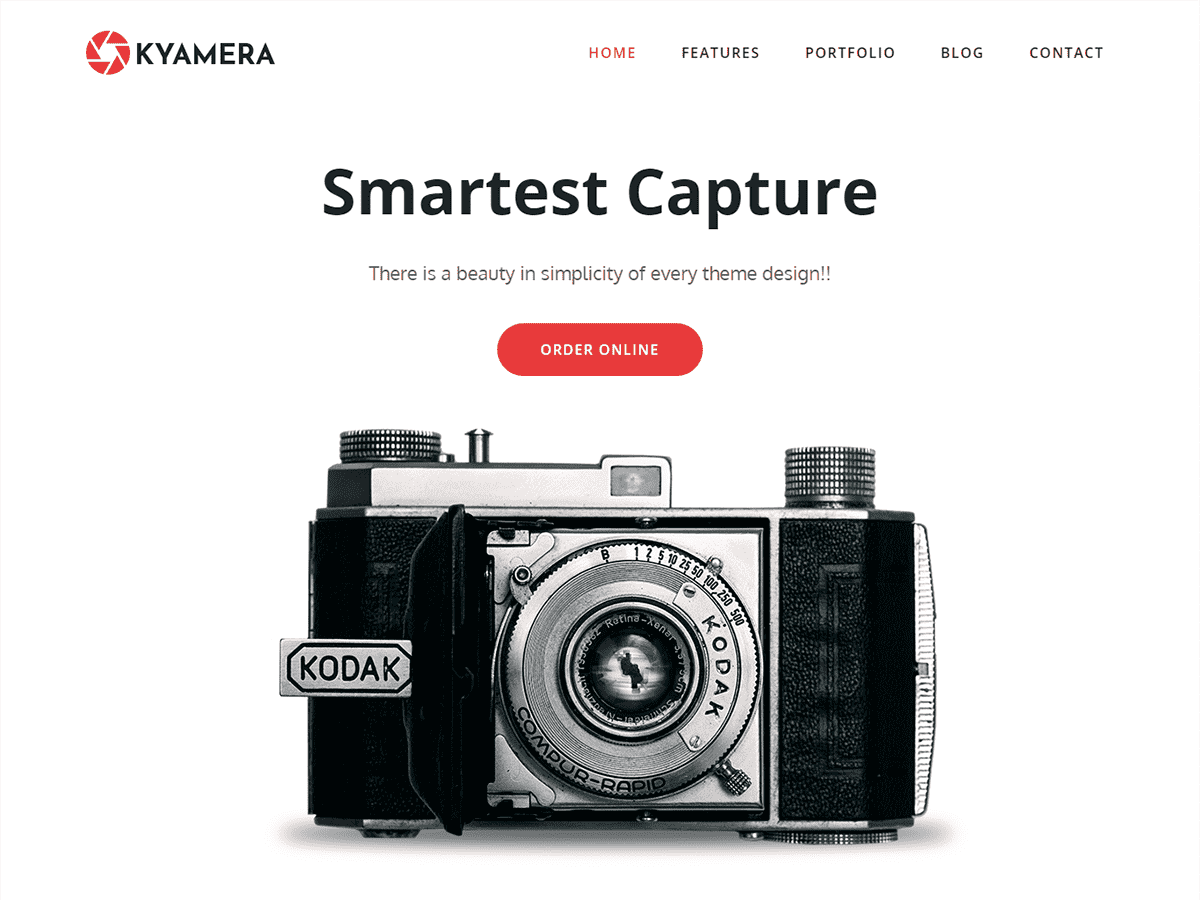 KYAMERA
HOME FEATURES PORTFOLIO BLOG CONTACT
Smartest Capture
There is a beauty in simplicity of every theme design!!
ORDER ONLINE
B 1 2 5 10 25 50 100 250 500
KODAK
KODAK
Retina-Xenar
COMPUR-RAPID